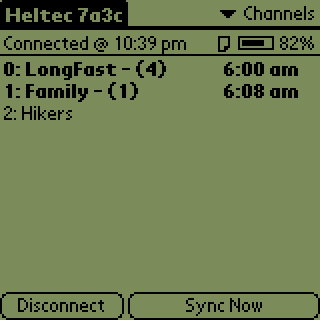 Heltec 7a3c Channels
Connected @ 10:39 pm 82%
0: LongFast - (4) 6:00 am
1: Family - (1) 6:08 am
2: Hikers
Disconnect Sync Now